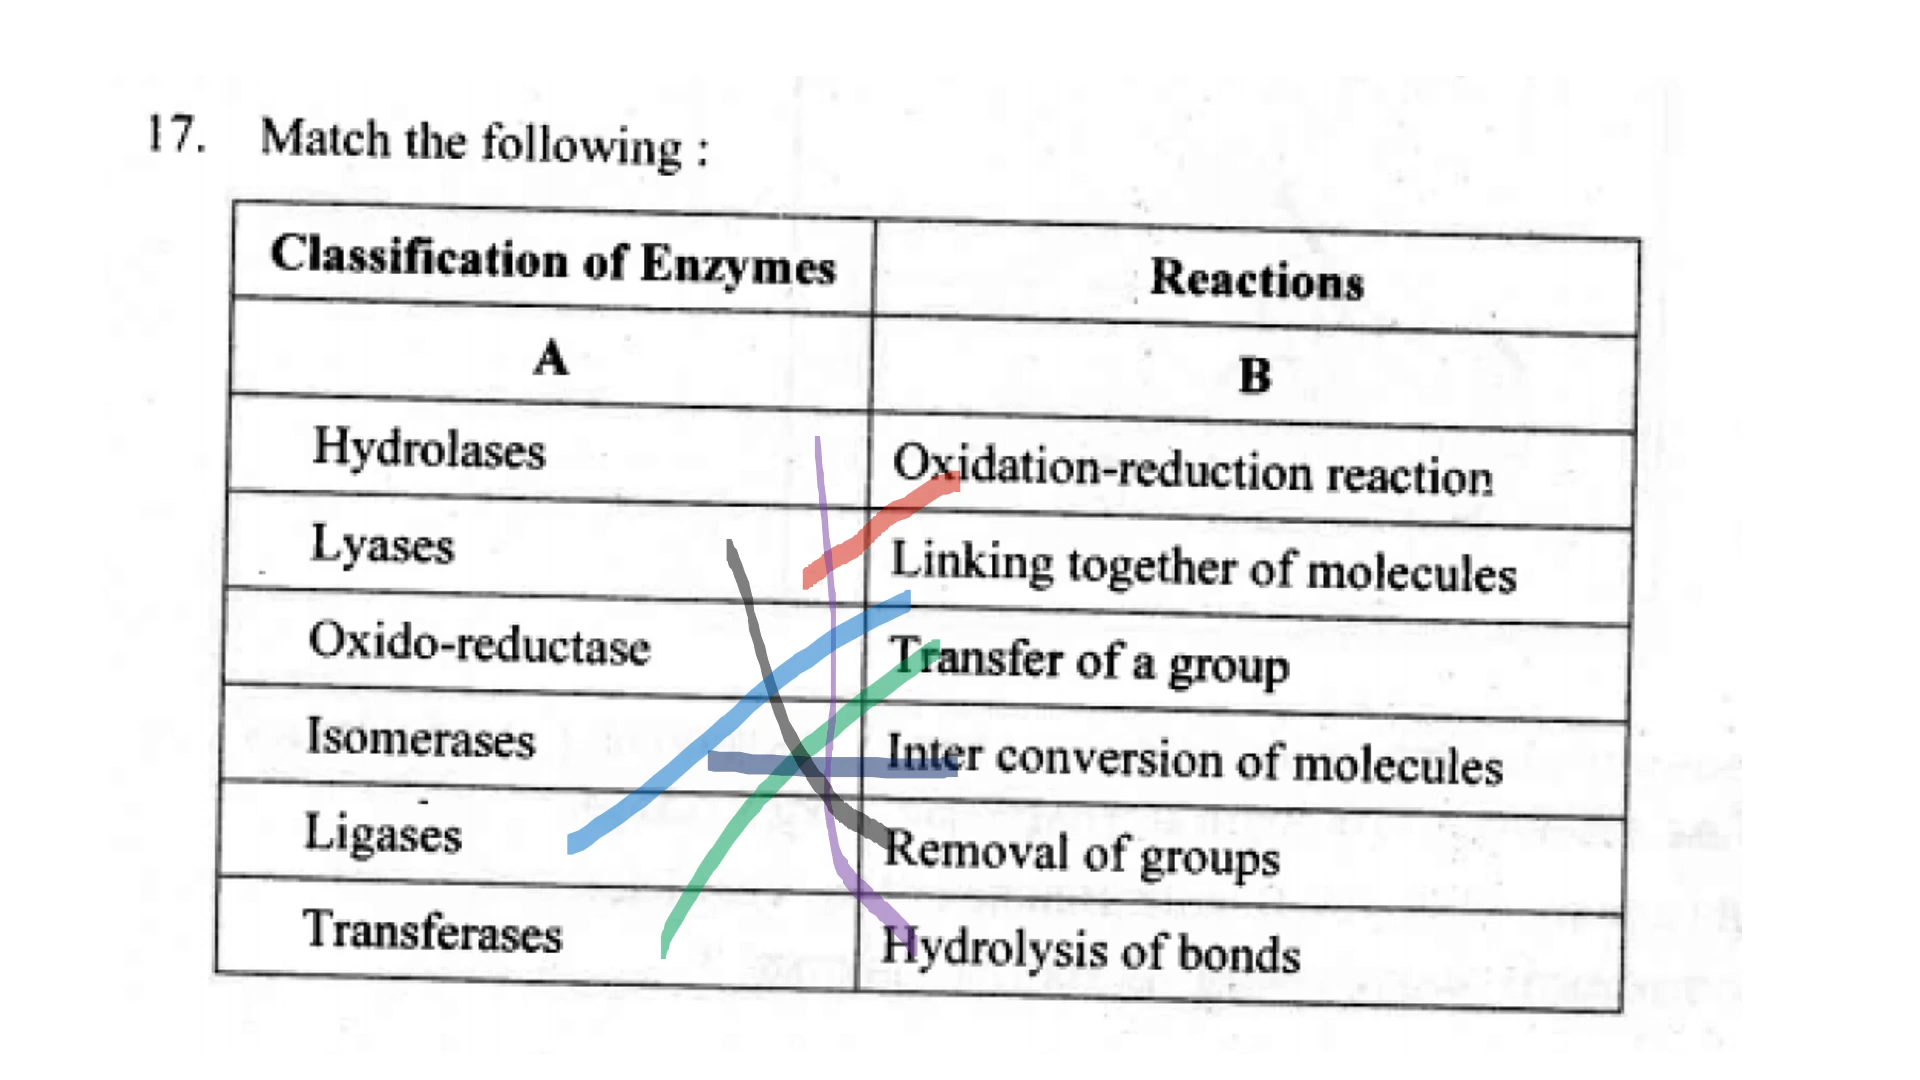 17. Match the following :
Classification of Enzymes Reactions
A B
Hydrolases Oxidation-reduction reaction
Lyases Linking together of molecules
Oxido-reductase Transfer of a group
Isomerases Inter conversion of molecules
Ligases Removal of groups
Transferases Hydrolysis of bonds